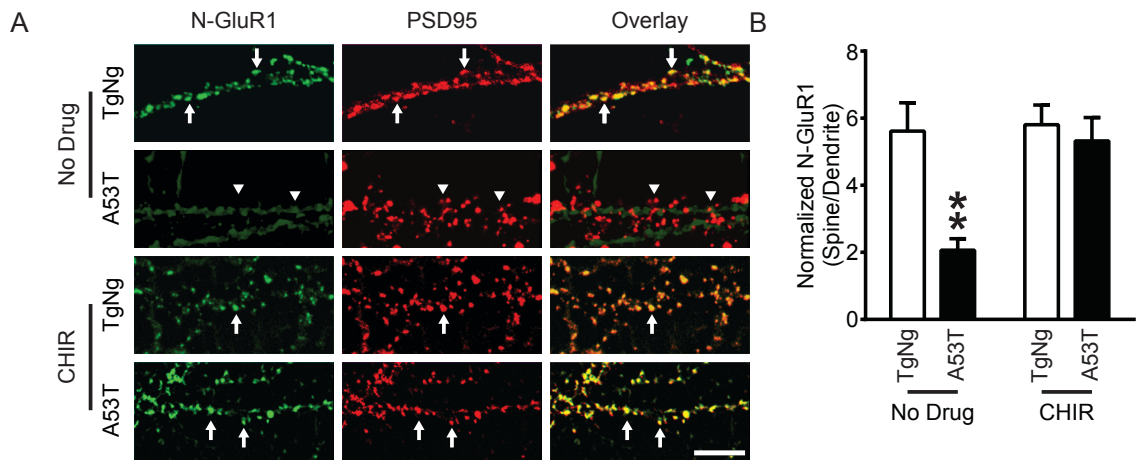 A
N-GluR1
PSD95
Overlay
No Drug
TgNg
A53T
CHIR
TgNg
A53T
B
Normalized N-GluR1
(Spine/Dendrite)
8
6
4
2
0
**
TgNg
A53T
TgNg
A53T
No Drug
CHIR